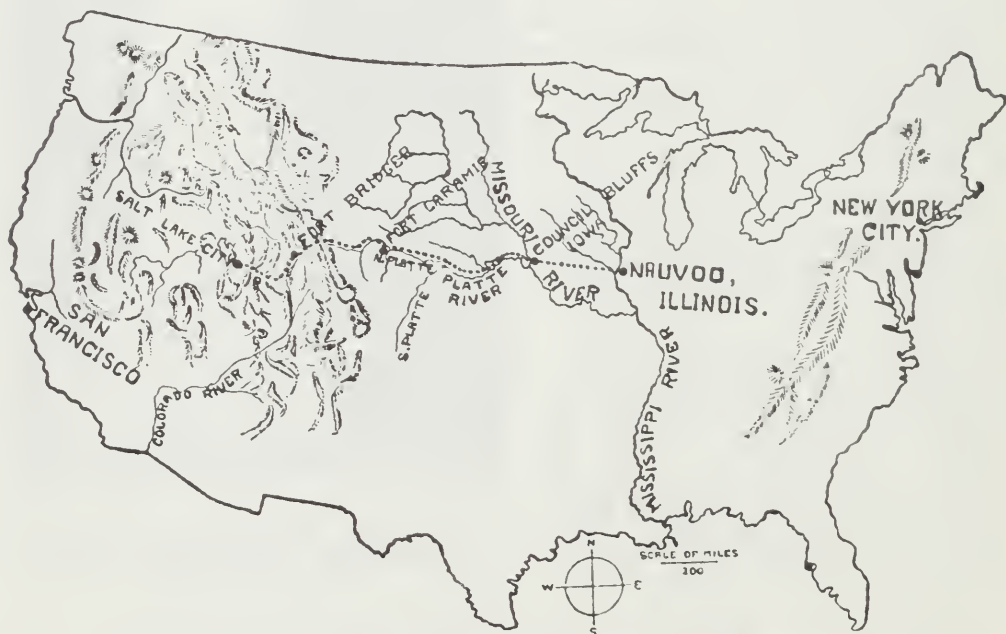 SALT
LAKE
CITY
FORT
BRIDGER
FORT LARAMIE
MISSOURI
RIVER
COUNCIL
BLUFFS
IOWA
N. PLATTE
PLATTE
RIVER
S. PLATTE
NAUVOO,
ILLINOIS.
NEW YORK
CITY.
SAN
FRANCISCO
COLORADO RIVER
MISSISSIPPI RIVER
SCALE OF MILES
200
N
W
E
S